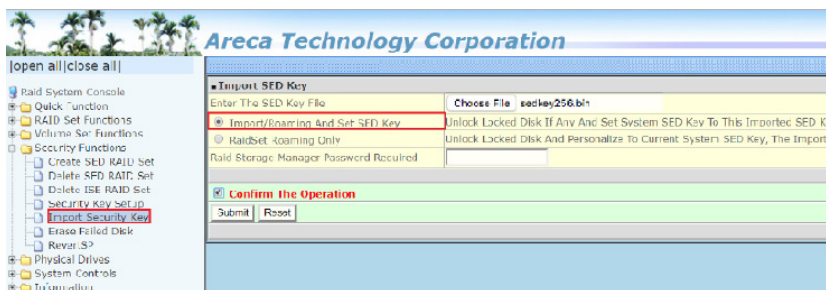 Areca Technology Corporation
|open all|close all|
Raid System Console
Quick Function
RAID Set Functions
Volume Set Functions
Security Functions
Create SED RAID Set
Delete SED RAID Set
Delete ISE RAID Set
Security Key Setup
Import Security Key
Erase Failed Disk
RevertSP
Physical Drives
System Controls
Information
Import SED Key
Enter The SED Key File Choose File sedkey256.bin
Import/Roaming And Set SED Key Unlock Locked Disk If Any And Set System SED Key To This Imported SED K
RaidSet Roaming Only Unlock Locked Disk And Personalize To Current System SED Key, The Import
Raid Storage Manager Password Required
Confirm The Operation
Submit Reset